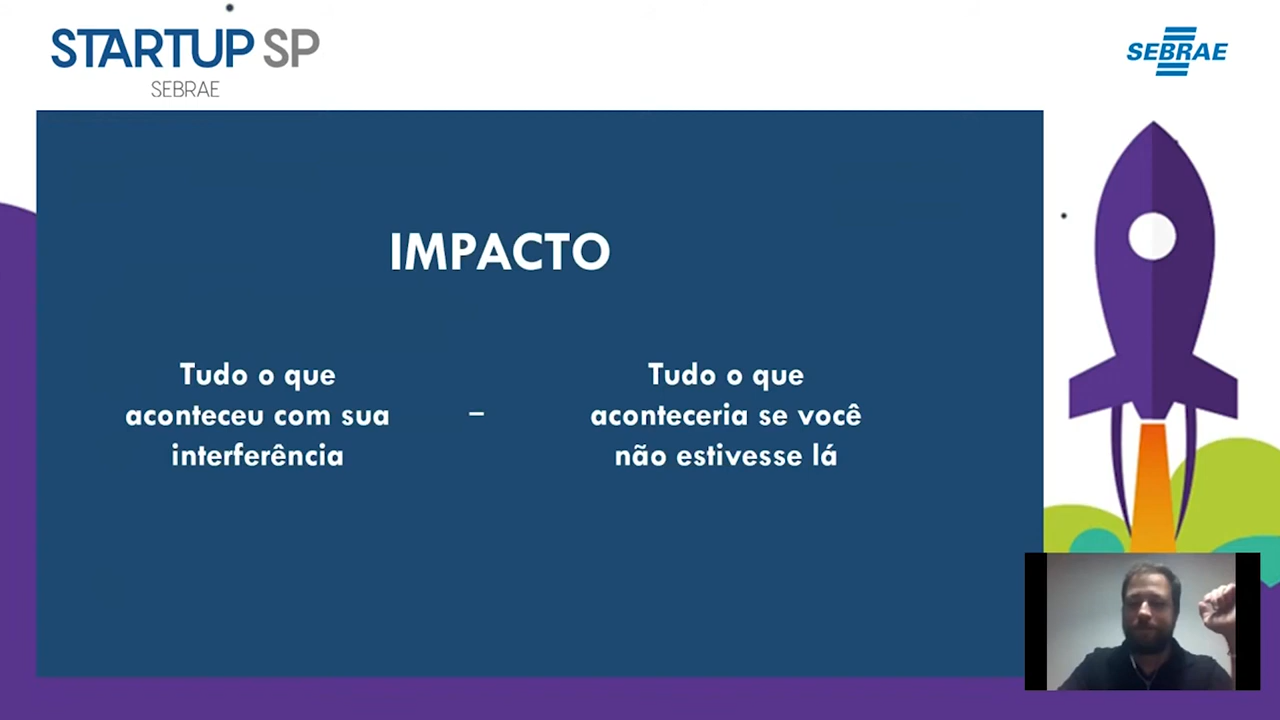 STARTUP SP
SEBRAE
SEBRAE
IMPACTO
Tudo o que
aconteceu com sua
interferência
–
Tudo o que
aconteceria se você
não estivesse lá